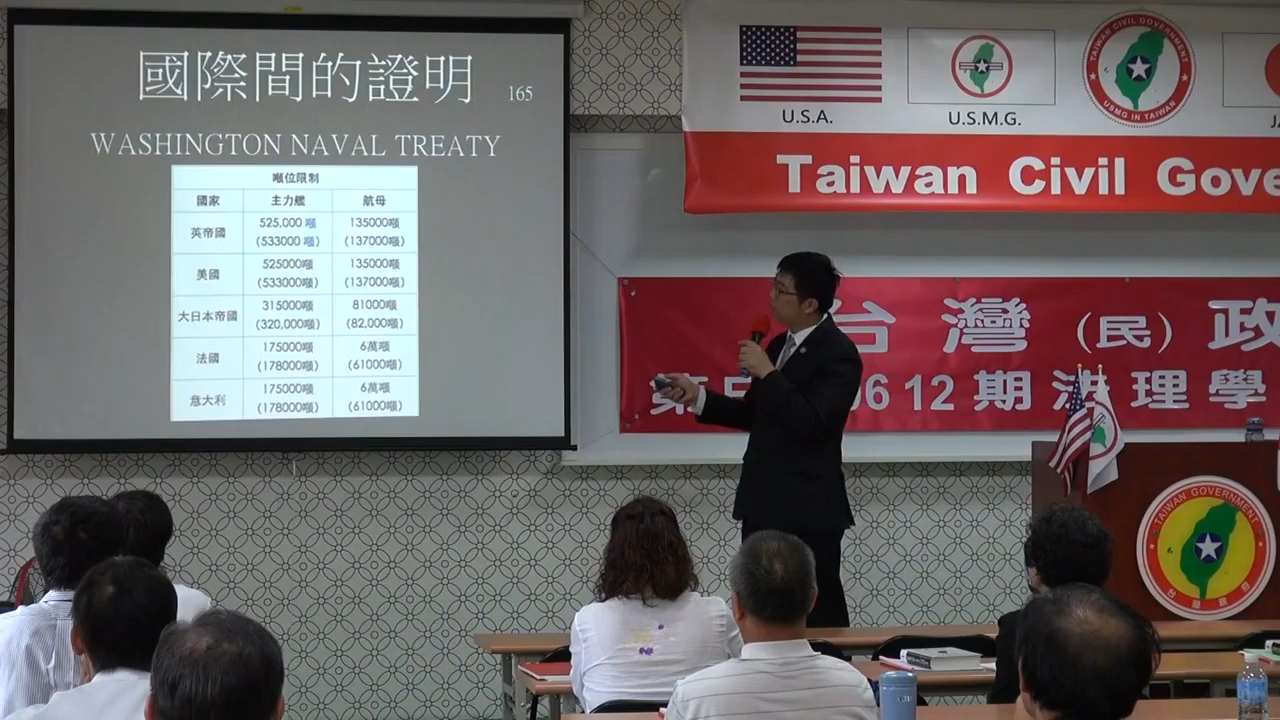 國際間的證明
165
WASHINGTON NAVAL TREATY
噸位限制
國家 主力艦 航母
英帝國 525,000 噸 (533000 噸) 135000噸 (137000噸)
美國 525000噸 (533000噸) 135000噸 (137000噸)
大日本帝國 315000噸 (320,000噸) 81000噸 (82,000噸)
法國 175000噸 (178000噸) 6萬噸 (61000噸)
意大利 175000噸 (178000噸) 6萬噸 (61000噸)
U.S.A.
U.S.M.G.
TAIWAN CIVIL GOVERNMENT
USMG IN TAIWAN
Taiwan Civil Gove
台灣(民)政
06 12 期法理學
TAIWAN GOVERNMENT
台灣政府